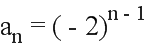 aₙ = ( - 2)ⁿ ⁻ ¹